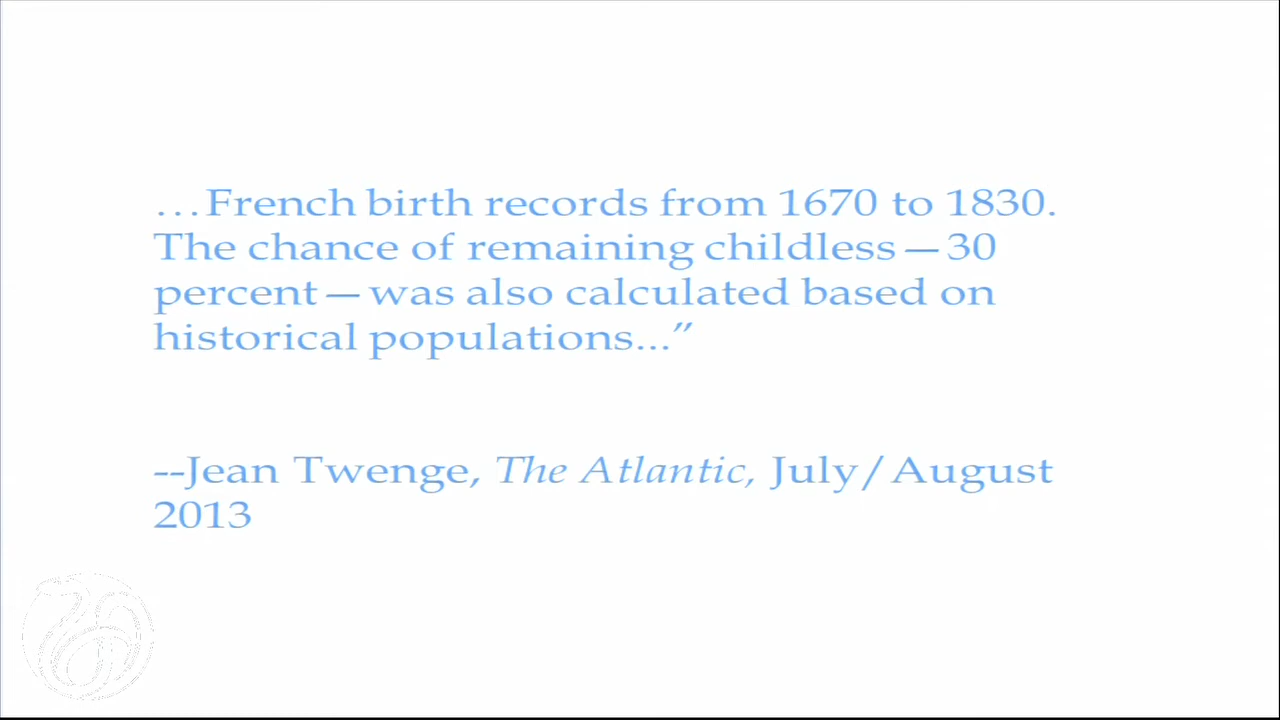 …French birth records from 1670 to 1830.
The chance of remaining childless—30
percent—was also calculated based on
historical populations...”
--Jean Twenge, The Atlantic, July/August
2013